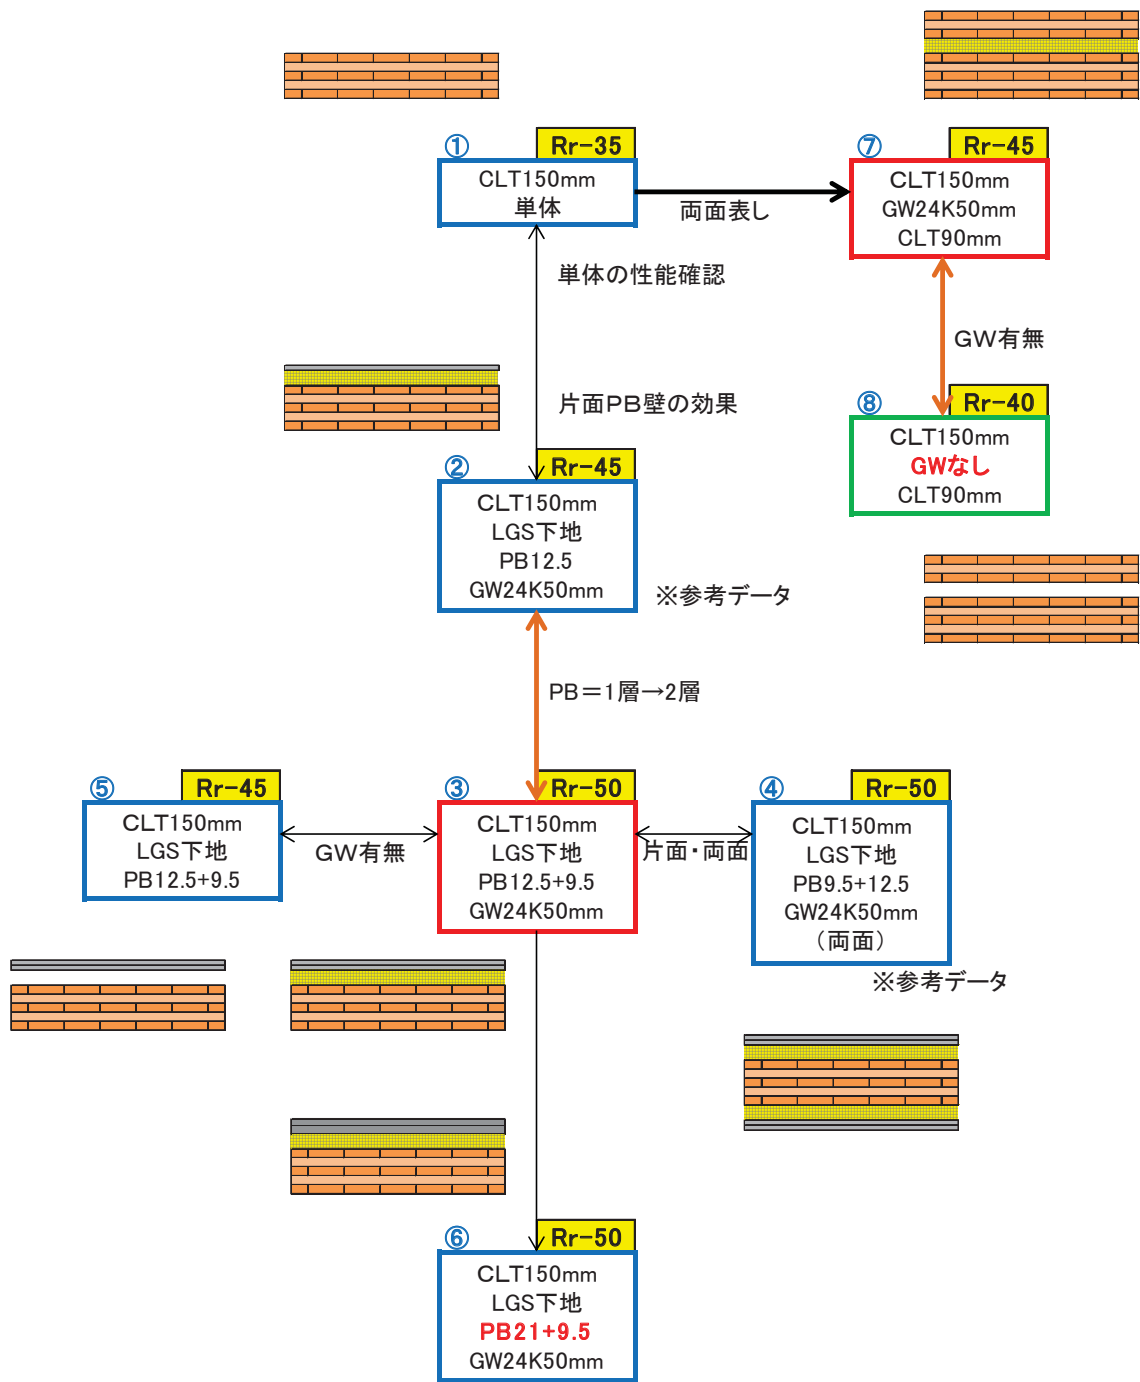 ① Rr-35
CLT150mm
単体
両面表し
⑦ Rr-45
CLT150mm
GW24K50mm
CLT90mm
単体の性能確認
GW有無
片面PB壁の効果
⑧ Rr-40
CLT150mm
GWなし
CLT90mm
② Rr-45
CLT150mm
LGS下地
PB12.5
GW24K50mm
※参考データ
PB＝1層→2層
⑤ Rr-45
CLT150mm
LGS下地
PB12.5+9.5
GW有無
③ Rr-50
CLT150mm
LGS下地
PB12.5+9.5
GW24K50mm
片面・両面
④ Rr-50
CLT150mm
LGS下地
PB9.5+12.5
GW24K50mm
（両面）
※参考データ
⑥ Rr-50
CLT150mm
LGS下地
PB21+9.5
GW24K50mm